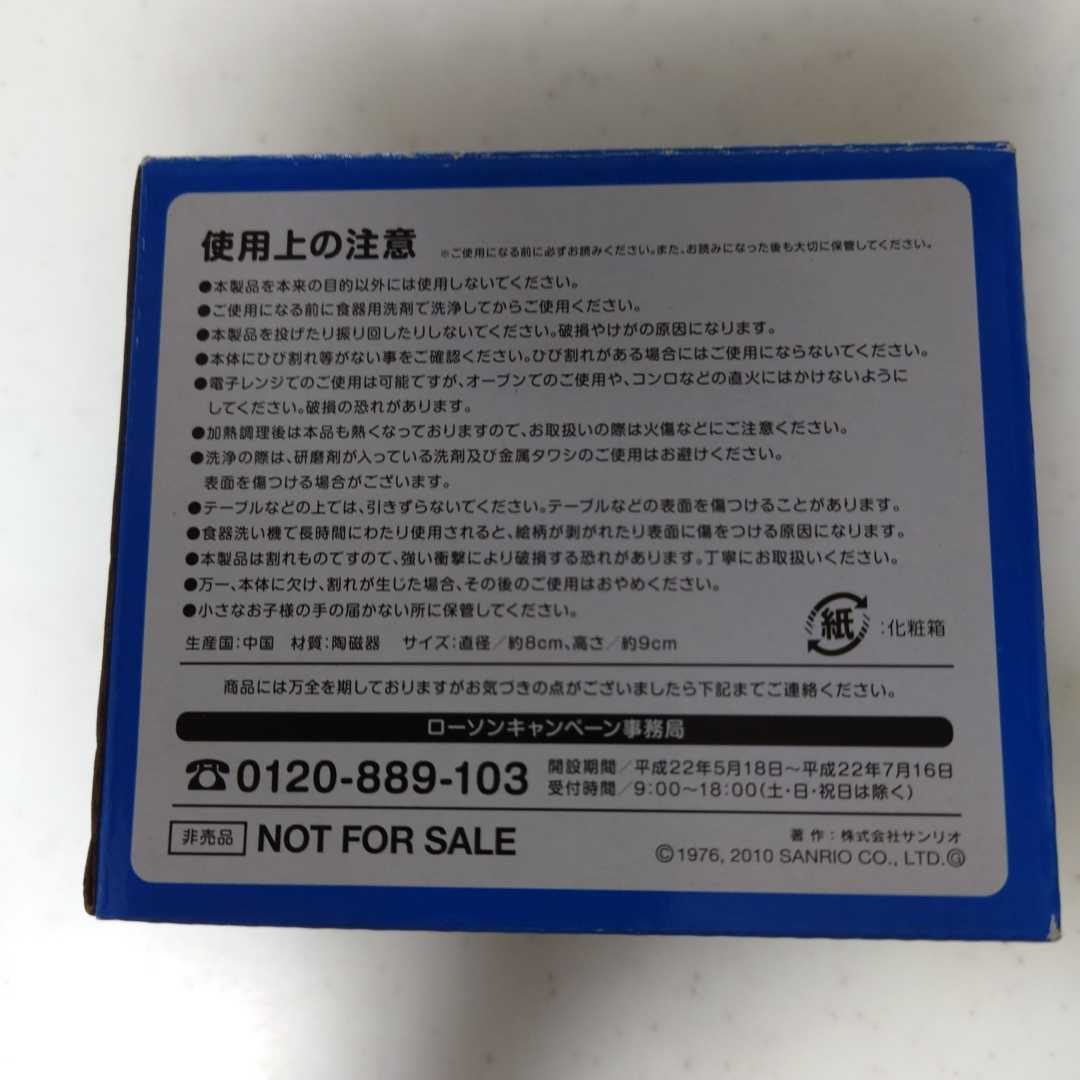 使用上の注意 ※ご使用になる前に必ずお読みください。また、お読みになった後も大切に保管してください。
●本製品を本来の目的以外には使用しないでください。
●ご使用になる前に食器用洗剤で洗浄してからご使用ください。
●本製品を投げたり振り回したりしないでください。破損やけがの原因になります。
●本体にひび割れ等がない事をご確認ください。ひび割れがある場合にはご使用にならないでください。
●電子レンジでのご使用は可能ですが、オーブンでのご使用や、コンロなどの直火にはかけないように
してください。破損の恐れがあります。
●加熱調理後は本品も熱くなっておりますので、お取扱いの際は火傷などにご注意ください。
●洗浄の際は、研磨剤が入っている洗剤及び金属タワシのご使用はお避けください。
表面を傷つける場合がございます。
●テーブルなどの上では、引きずらないでください。テーブルなどの表面を傷つけることがあります。
●食器洗い機で長時間にわたり使用されると、絵柄が剥がれたり表面に傷をつける原因になります。
●本製品は割れものですので、強い衝撃により破損する恐れがあります。丁寧にお取扱いください。
●万一、本体に欠け、割れが生じた場合、その後のご使用はおやめください。
●小さなお子様の手の届かない所に保管してください。
紙 :化粧箱
生産国:中国 材質:陶磁器 サイズ:直径/約8cm、高さ/約9cm
商品には万全を期しておりますがお気づきの点がございましたら下記までご連絡ください。
ローソンキャンペーン事務局
☎0120-889-103
開設期間/平成22年5月18日～平成22年7月16日
受付時間/9:00～18:00(土・日・祝日は除く)
非売品 NOT FOR SALE
著作:株式会社サンリオ
©1976, 2010 SANRIO CO., LTD.Ⓖ